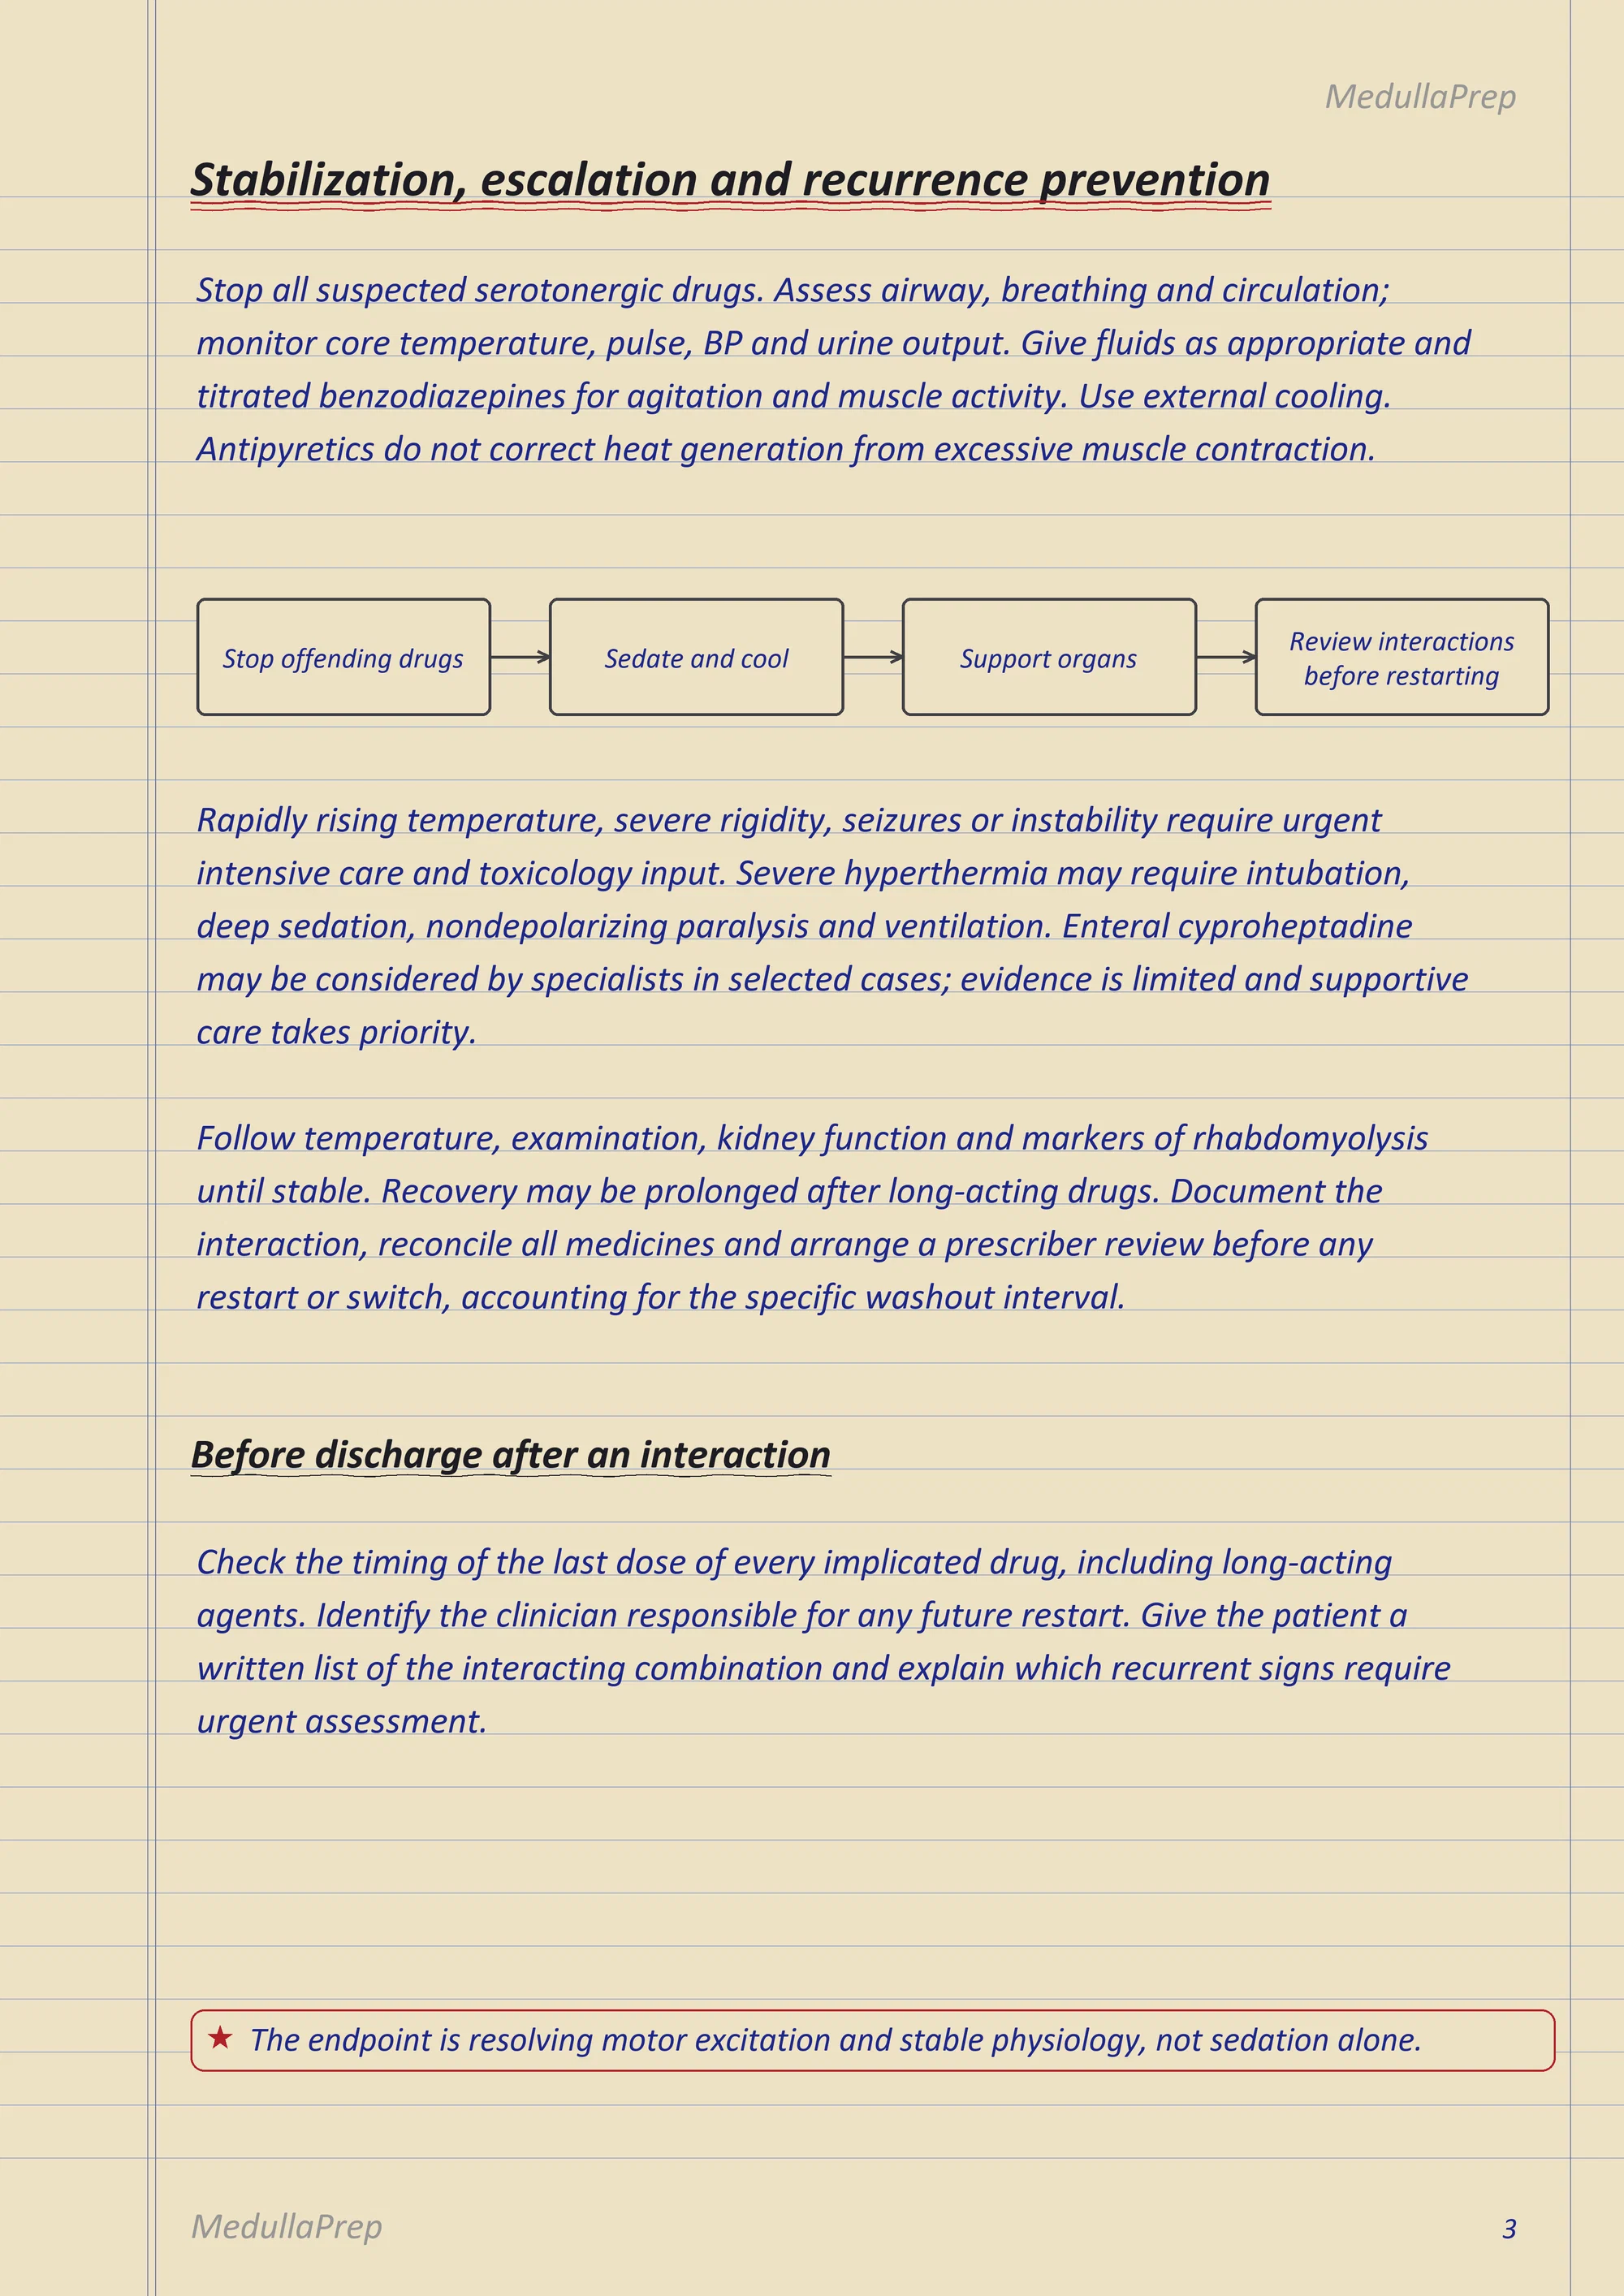 MedullaPrep
Stabilization, escalation and recurrence prevention
Stop all suspected serotonergic drugs. Assess airway, breathing and circulation;
monitor core temperature, pulse, BP and urine output. Give fluids as appropriate and
titrated benzodiazepines for agitation and muscle activity. Use external cooling.
Antipyretics do not correct heat generation from excessive muscle contraction.
Stop offending drugs
Sedate and cool
Support organs
Review interactions
before restarting
Rapidly rising temperature, severe rigidity, seizures or instability require urgent
intensive care and toxicology input. Severe hyperthermia may require intubation,
deep sedation, nondepolarizing paralysis and ventilation. Enteral cyproheptadine
may be considered by specialists in selected cases; evidence is limited and supportive
care takes priority.
Follow temperature, examination, kidney function and markers of rhabdomyolysis
until stable. Recovery may be prolonged after long-acting drugs. Document the
interaction, reconcile all medicines and arrange a prescriber review before any
restart or switch, accounting for the specific washout interval.
Before discharge after an interaction
Check the timing of the last dose of every implicated drug, including long-acting
agents. Identify the clinician responsible for any future restart. Give the patient a
written list of the interacting combination and explain which recurrent signs require
urgent assessment.
★ The endpoint is resolving motor excitation and stable physiology, not sedation alone.
MedullaPrep
3